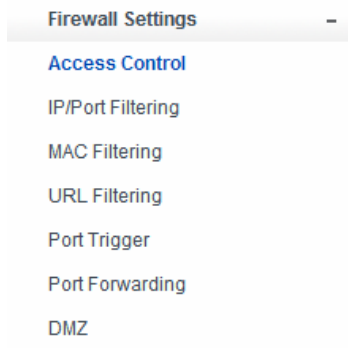 Firewall Settings –
Access Control
IP/Port Filtering
MAC Filtering
URL Filtering
Port Trigger
Port Forwarding
DMZ